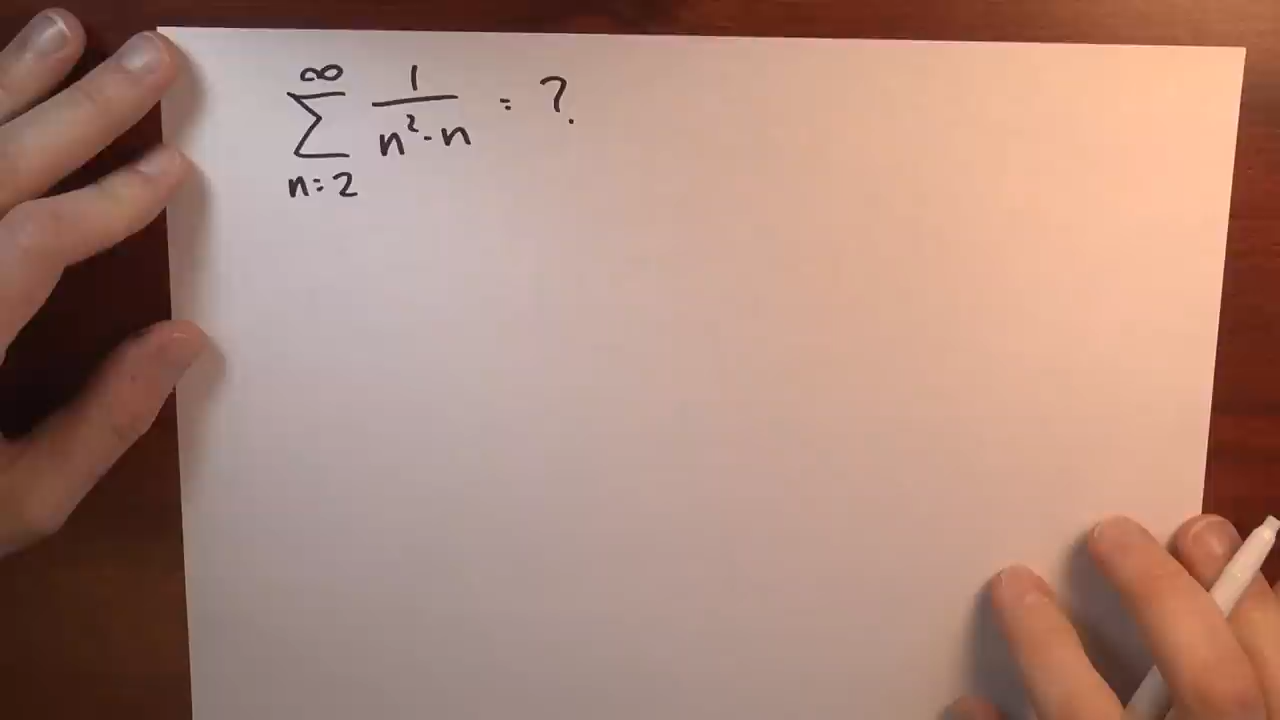 ∞
∑ 1/(n²-n) = ?
n=2